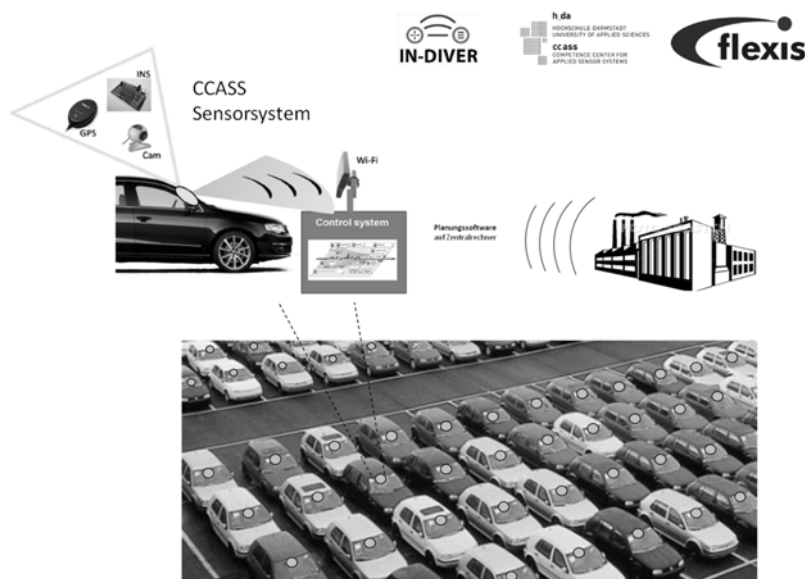 IN-DIVER
h_da
HOCHSCHULE DARMSTADT
UNIVERSITY OF APPLIED SCIENCES
ccass
COMPETENCE CENTER FOR
APPLIED SENSOR SYSTEMS
flexis
INS
GPS
Cam
CCASS
Sensorsystem
Wi-Fi
Control system
Planungssoftware
auf Zentralrechner